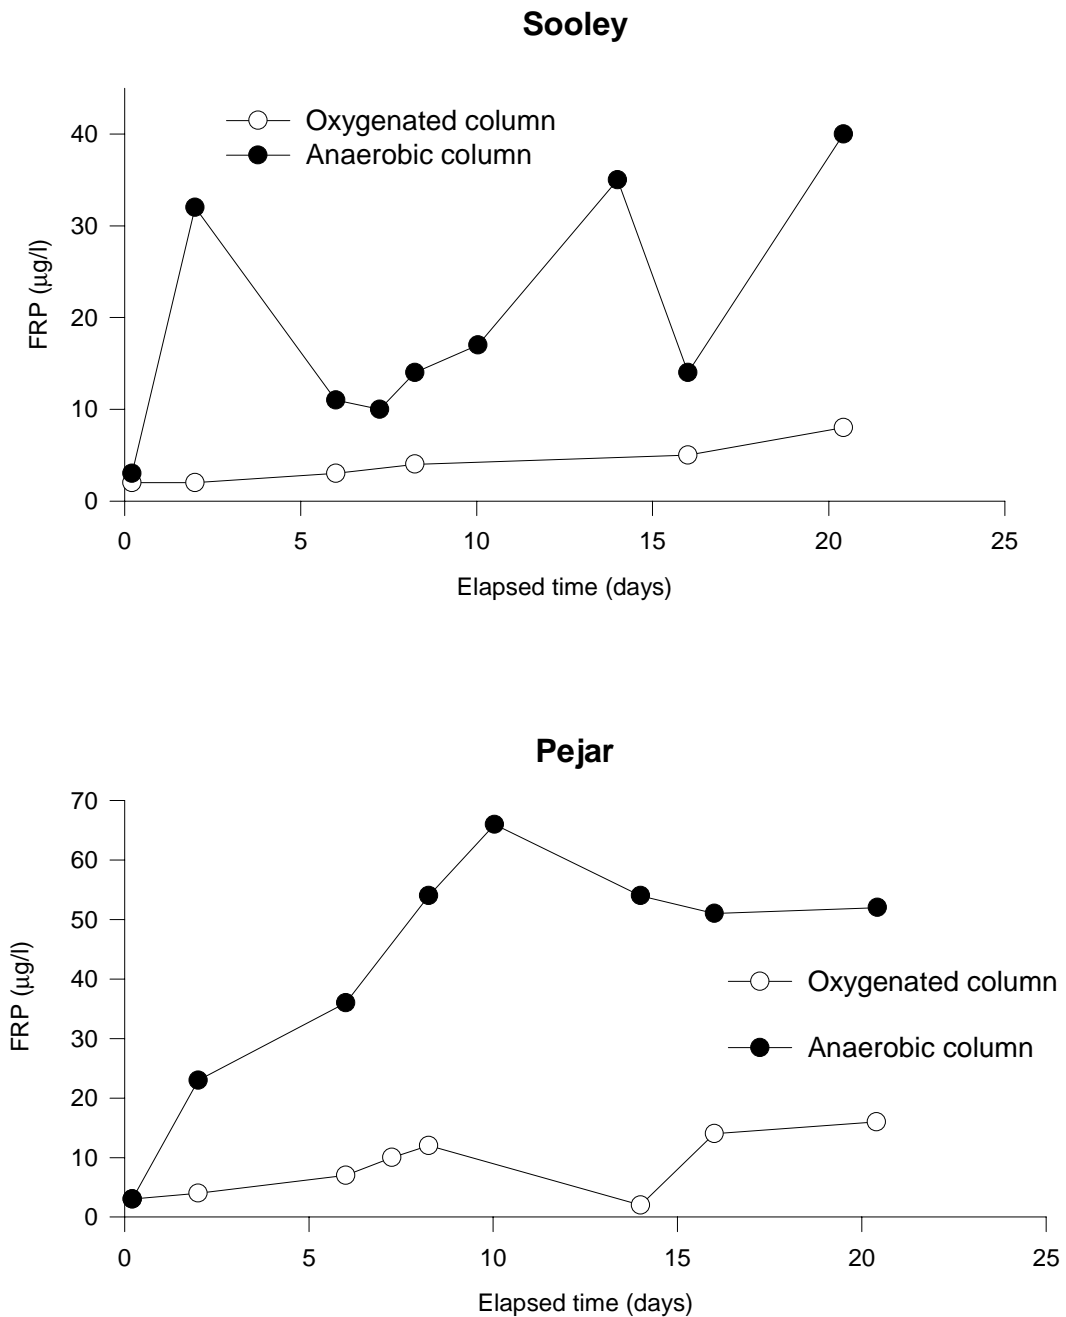 Sooley
Oxygenated column
Anaerobic column
40
30
20
10
0
FRP (µg/l)
0 5 10 15 20 25
Elapsed time (days)
Pejar
70
60
50
40
30
20
10
0
FRP (µg/l)
Oxygenated column
Anaerobic column
0 5 10 15 20 25
Elapsed time (days)